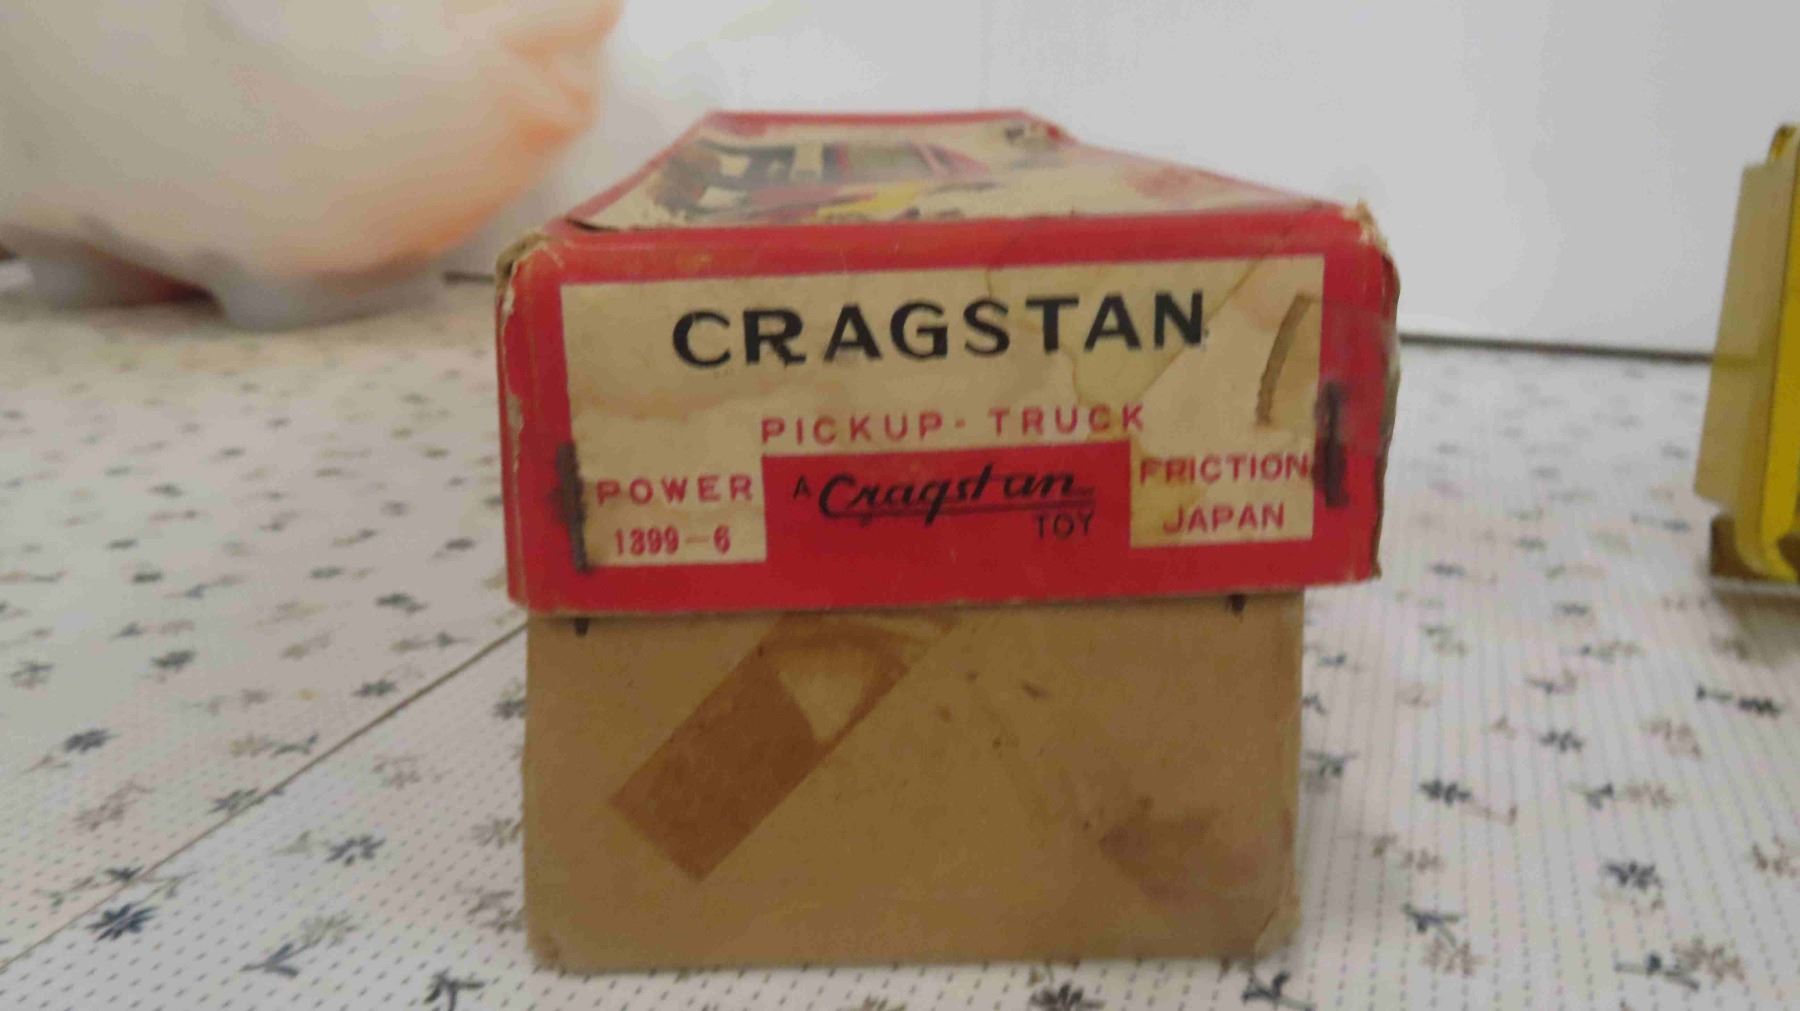 CRAGSTAN
PICKUP-TRUCK
POWER
1399-6
A Cragstan
TOY
FRICTION
JAPAN